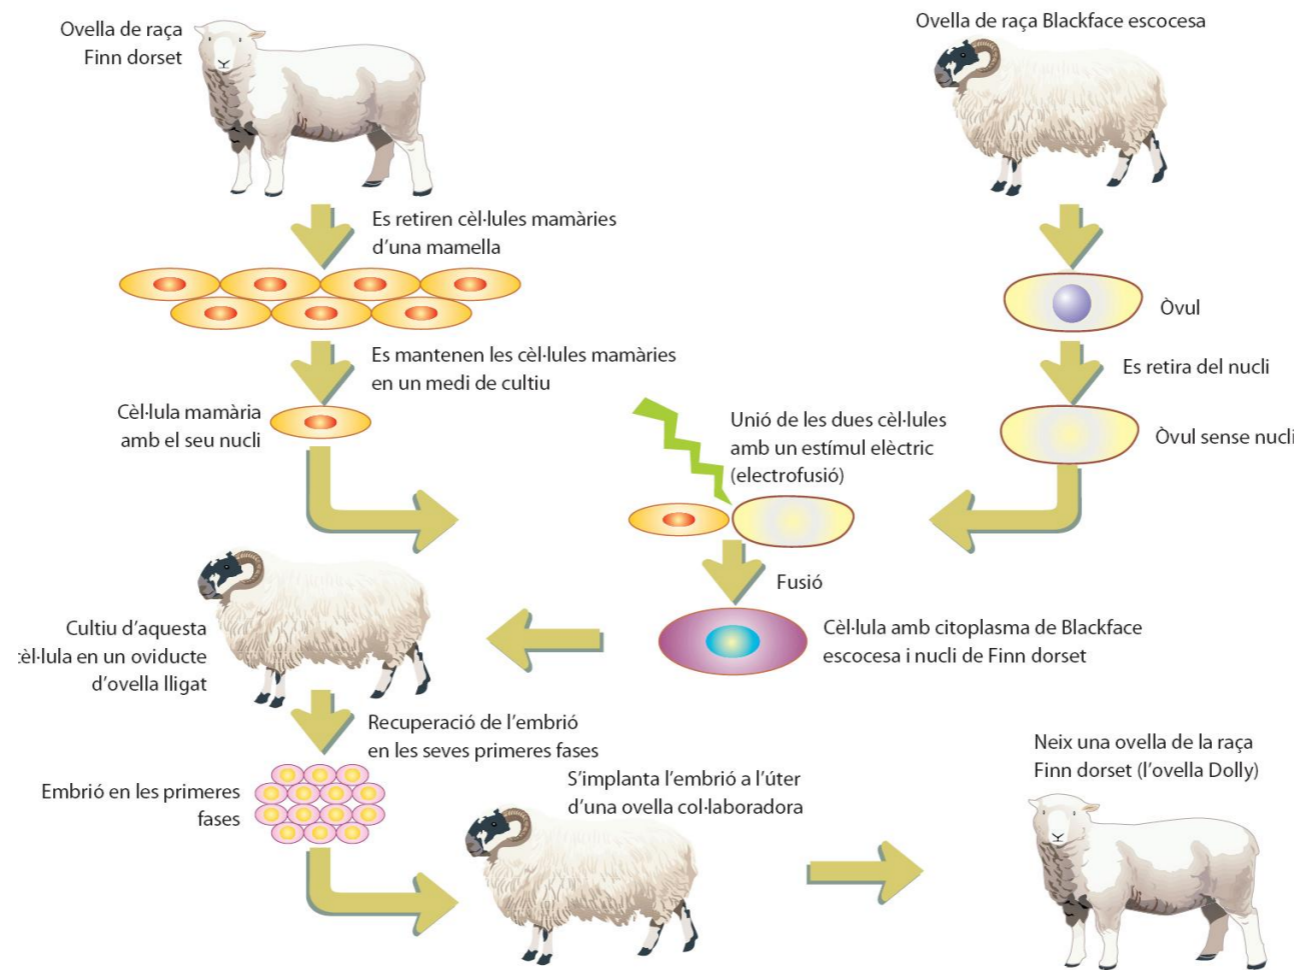 Ovella de raça
Finn dorset
Ovella de raça Blackface escocesa
Es retiren cèl·lules mamàries
d'una mamella
Òvul
Es mantenen les cèl·lules mamàries
en un medi de cultiu
Es retira del nucli
Cèl·lula mamària
amb el seu nucli
Unió de les dues cèl·lules
amb un estímul elèctric
(electrofusió)
Òvul sense nucli
Fusió
Cèl·lula amb citoplasma de Blackface
escocesa i nucli de Finn dorset
Cultiu d'aquesta
:èl·lula en un oviducte
d'ovella lligat
Recuperació de l'embrió
en les seves primeres fases
Embrió en les primeres
fases
S'implanta l'embrió a l'úter
d'una ovella col·laboradora
Neix una ovella de la raça
Finn dorset (l'ovella Dolly)